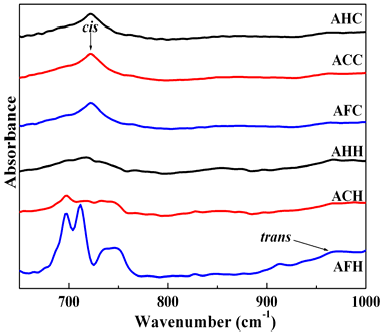 AHC
cis
ACC
AFC
AHH
ACH
trans
AFH
Absorbance
700 800 900 1000
Wavenumber (cm⁻¹)